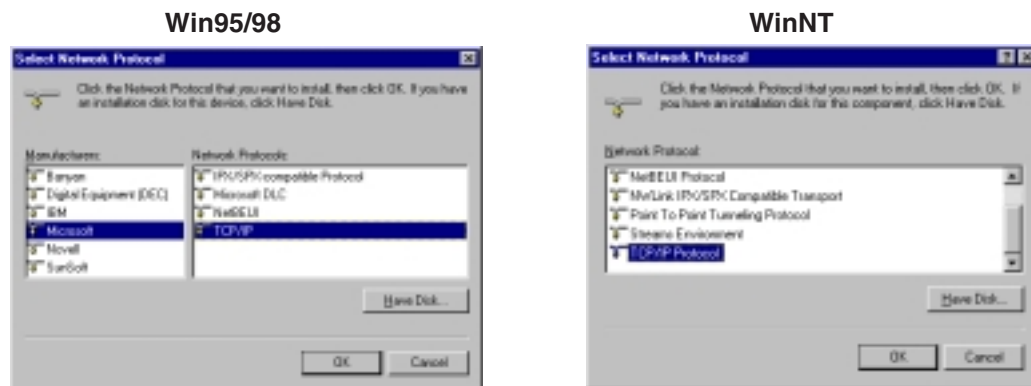 Win95/98
Select Network Protocol
Click the Network Protocol that you want to install, then click OK. If you have
an installation disk for this device, click Have Disk.
Manufacturers:
Banyan
Digital Equipment (DEC)
IBM
Microsoft
Novell
SunSoft
Network Protocols:
IPX/SPX-compatible Protocol
Microsoft DLC
NetBEUI
TCP/IP
Have Disk...
OK
Cancel
WinNT
Select Network Protocol
Click the Network Protocol that you want to install, then click OK. If
you have an installation disk for this component, click Have Disk.
Network Protocol:
NetBEUI Protocol
NWLink IPX/SPX Compatible Transport
Point To Point Tunneling Protocol
Streams Environment
TCP/IP Protocol
Have Disk...
OK
Cancel